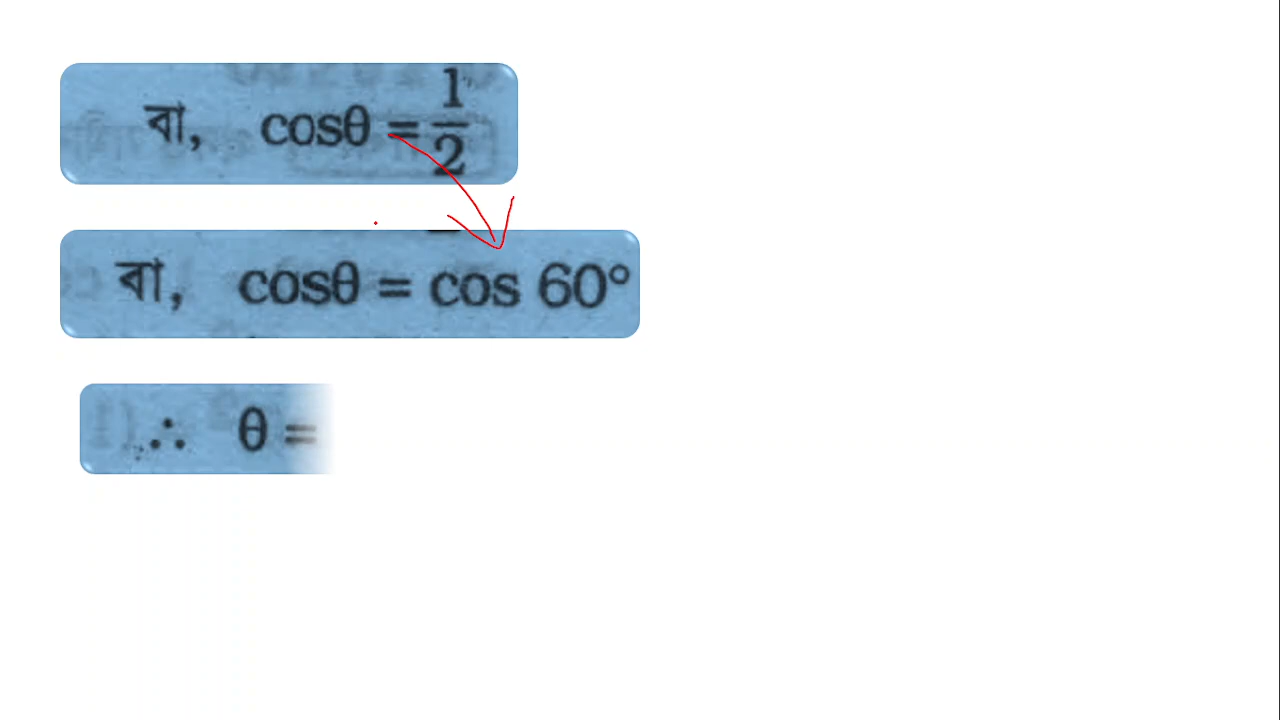 বা, cosθ = 1/2
বা, cosθ = cos 60°
∴ θ =